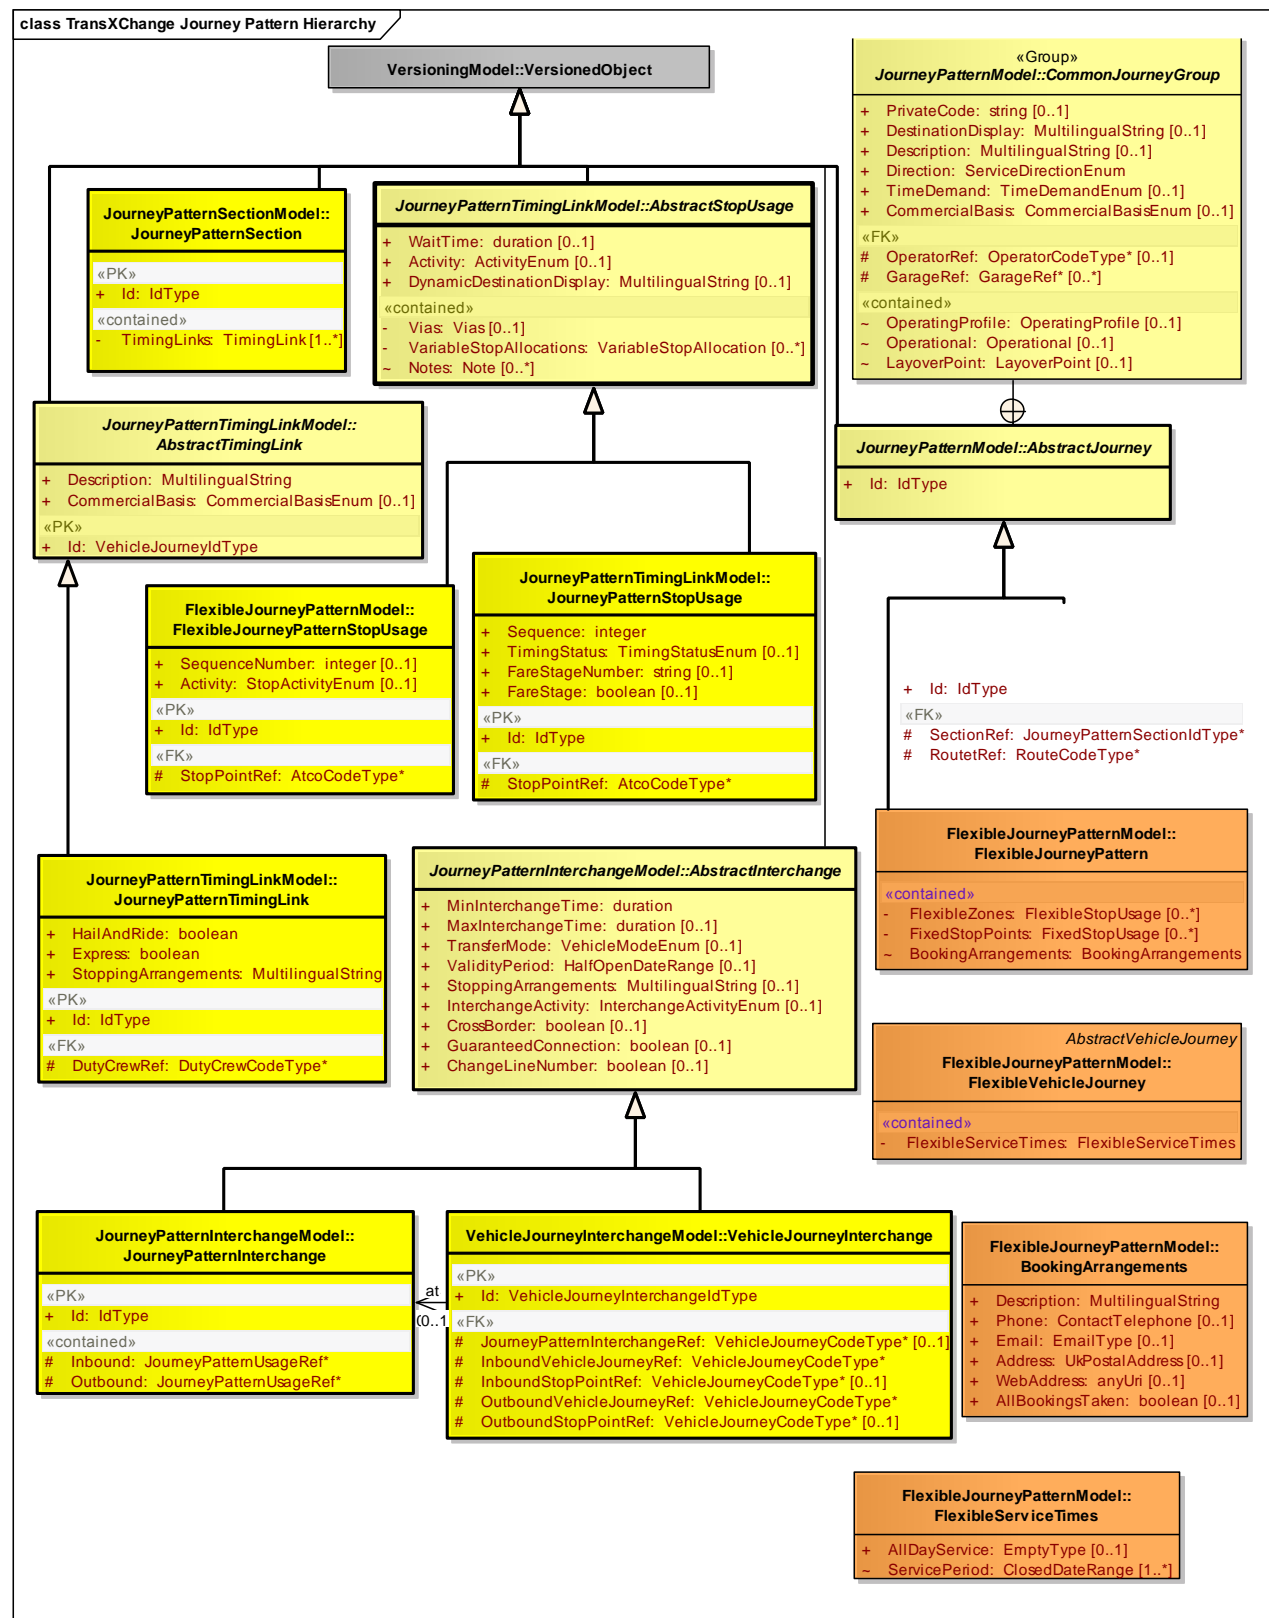 class TransXChange Journey Pattern Hierarchy
VersioningModel::VersionedObject
«Group»
JourneyPatternModel::CommonJourneyGroup
+ PrivateCode: string [0..1]
+ DestinationDisplay: MultilingualString [0..1]
+ Description: MultilingualString [0..1]
+ Direction: ServiceDirectionEnum
+ TimeDemand: TimeDemandEnum [0..1]
+ CommercialBasis: CommercialBasisEnum [0..1]
«FK»
# OperatorRef: OperatorCodeType* [0..1]
# GarageRef: GarageRef* [0..*]
«contained»
~ OperatingProfile: OperatingProfile [0..1]
~ Operational: Operational [0..1]
~ LayoverPoint: LayoverPoint [0..1]
JourneyPatternSectionModel::
JourneyPatternSection
«PK»
+ Id: IdType
«contained»
- TimingLinks: TimingLink [1..*]
JourneyPatternTimingLinkModel::AbstractStopUsage
+ WaitTime: duration [0..1]
+ Activity: ActivityEnum [0..1]
+ DynamicDestinationDisplay: MultilingualString [0..1]
«contained»
- Vias: Vias [0..1]
- VariableStopAllocations: VariableStopAllocation [0..*]
~ Notes: Note [0..*]
JourneyPatternTimingLinkModel::
AbstractTimingLink
+ Description: MultilingualString
+ CommercialBasis: CommercialBasisEnum [0..1]
«PK»
+ Id: VehicleJourneyIdType
JourneyPatternModel::AbstractJourney
+ Id: IdType
FlexibleJourneyPatternModel::
FlexibleJourneyPatternStopUsage
+ SequenceNumber: integer [0..1]
+ Activity: StopActivityEnum [0..1]
«PK»
+ Id: IdType
«FK»
# StopPointRef: AtcoCodeType*
JourneyPatternTimingLinkModel::
JourneyPatternStopUsage
+ Sequence: integer
+ TimingStatus: TimingStatusEnum [0..1]
+ FareStageNumber: string [0..1]
+ FareStage: boolean [0..1]
«PK»
+ Id: IdType
«FK»
# StopPointRef: AtcoCodeType*
+ Id: IdType
«FK»
# SectionRef: JourneyPatternSectionIdType*
# RoutetRef: RouteCodeType*
FlexibleJourneyPatternModel::
FlexibleJourneyPattern
«contained»
- FlexibleZones: FlexibleStopUsage [0..*]
- FixedStopPoints: FixedStopUsage [0..*]
~ BookingArrangements: BookingArrangements
JourneyPatternTimingLinkModel::
JourneyPatternTimingLink
+ HailAndRide: boolean
+ Express: boolean
+ StoppingArrangements: MultilingualString
«PK»
+ Id: IdType
«FK»
# DutyCrewRef: DutyCrewCodeType*
JourneyPatternInterchangeModel::AbstractInterchange
+ MinInterchangeTime: duration
+ MaxInterchangeTime: duration [0..1]
+ TransferMode: VehicleModeEnum [0..1]
+ ValidityPeriod: HalfOpenDateRange [0..1]
+ StoppingArrangements: MultilingualString [0..1]
+ InterchangeActivity: InterchangeActivityEnum [0..1]
+ CrossBorder: boolean [0..1]
+ GuaranteedConnection: boolean [0..1]
+ ChangeLineNumber: boolean [0..1]
AbstractVehicleJourney
FlexibleJourneyPatternModel::
FlexibleVehicleJourney
«contained»
- FlexibleServiceTimes: FlexibleServiceTimes
JourneyPatternInterchangeModel::
JourneyPatternInterchange
«PK»
+ Id: IdType
«contained»
# Inbound: JourneyPatternUsageRef*
# Outbound: JourneyPatternUsageRef*
at
(0..1
VehicleJourneyInterchangeModel::VehicleJourneyInterchange
«PK»
+ Id: VehicleJourneyInterchangeIdType
«FK»
# JourneyPatternInterchangeRef: VehicleJourneyCodeType* [0..1]
# InboundVehicleJourneyRef: VehicleJourneyCodeType*
# InboundStopPointRef: VehicleJourneyCodeType* [0..1]
# OutboundVehicleJourneyRef: VehicleJourneyCodeType*
# OutboundStopPointRef: VehicleJourneyCodeType* [0..1]
FlexibleJourneyPatternModel::
BookingArrangements
+ Description: MultilingualString
+ Phone: ContactTelephone [0..1]
+ Email: EmailType [0..1]
+ Address: UkPostalAddress [0..1]
+ WebAddress: anyUri [0..1]
+ AllBookingsTaken: boolean [0..1]
FlexibleJourneyPatternModel::
FlexibleServiceTimes
+ AllDayService: EmptyType [0..1]
~ ServicePeriod: ClosedDateRange [1..*]